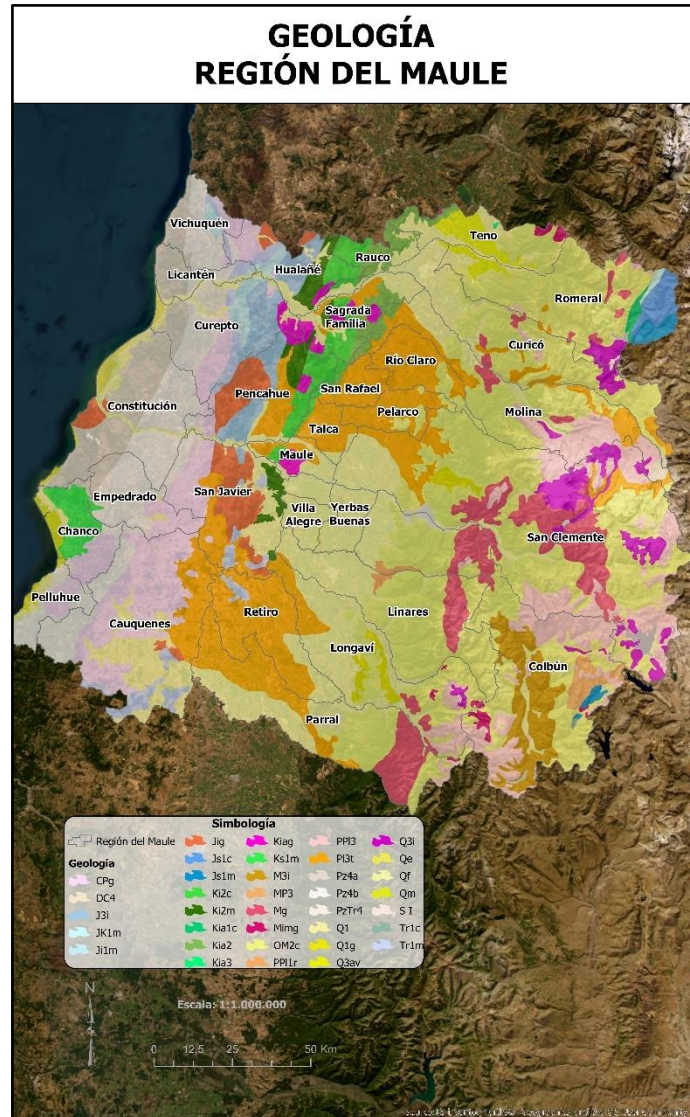 GEOLOGÍA
REGIÓN DEL MAULE
Vichuquén
Teno
Rauco
Hualañé
Licantén
Romeral
Sagrada
Familia
Curepto
Curicó
Río Claro
Pencahue
San Rafael
Constitución
Pelarco
Molina
Talca
Maule
Empedrado
San Javier
Villa
Alegre
Yerbas
Buenas
Chanco
San Clemente
Pelluhue
Cauquenes
Retiro
Linares
Longaví
Colbún
Parral
Simbología
Región del Maule
Geología
CPg
DC4
J3i
JK1m
Ji1m
Jig
Js1c
Js1m
Ki2c
Ki2m
Kia1c
Kia2
Kia3
Kiag
Ks1m
M3i
MP3
Mg
Mimg
OM2c
PPl1r
PPl3
Pl3t
Pz4a
Pz4b
PzTr4
Q1
Q1g
Q3av
Q3i
Qe
Qf
Qm
S I
Tr1c
Tr1m
N
Escala: 1:1.000.000
0 12,5 25 50 Km